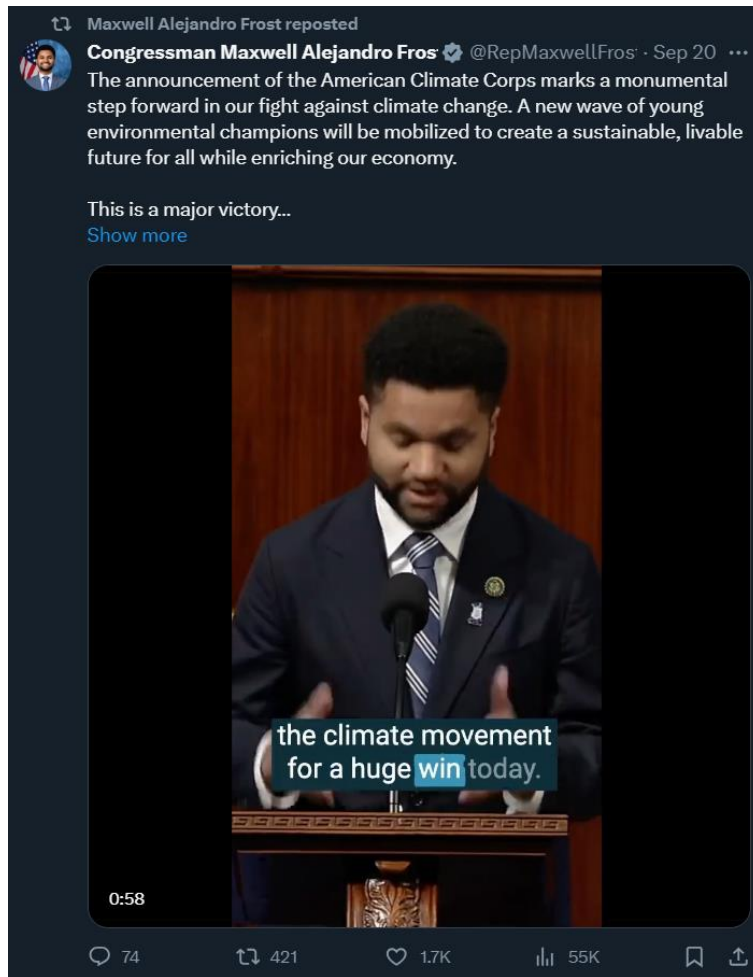 Maxwell Alejandro Frost reposted
Congressman Maxwell Alejandro Fros @RepMaxwellFros · Sep 20 ···
The announcement of the American Climate Corps marks a monumental
step forward in our fight against climate change. A new wave of young
environmental champions will be mobilized to create a sustainable, livable
future for all while enriching our economy.
This is a major victory...
Show more
the climate movement
for a huge win today.
0:58
74 421 1.7K 55K